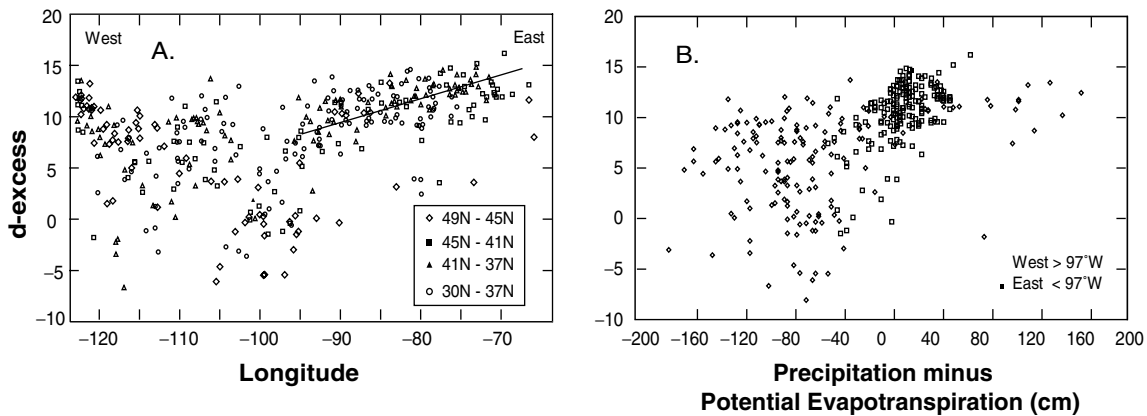 A.
West
East
20
15
10
5
0
−5
−10
d-excess
49N - 45N
45N - 41N
41N - 37N
30N - 37N
−120 −110 −100 −90 −80 −70
Longitude
B.
20
15
10
5
0
−5
−10
West > 97°W
East < 97°W
−200 −160 −120 −80 −40 0 40 80 120 160 200
Precipitation minus
Potential Evapotranspiration (cm)